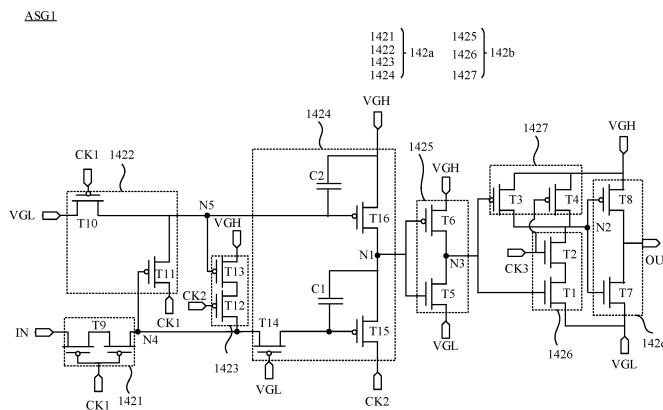 ASG1
1421
1422
1423
1424
142a
1425
1426
1427
142b
VGH
1424
CK1
1422
C2
1425
VGH
1427
VGH
VGL
T10
N5
VGH
T16
T6
T3
T4
T8
N1
N3
N2
OU
T11
T13
CK2
T12
C1
CK3
T2
T5
T1
T7
CK1
IN
T9
N4
T14
T15
VGL
1426
142c
VGL
CK1
1421
1423
VGL
CK2